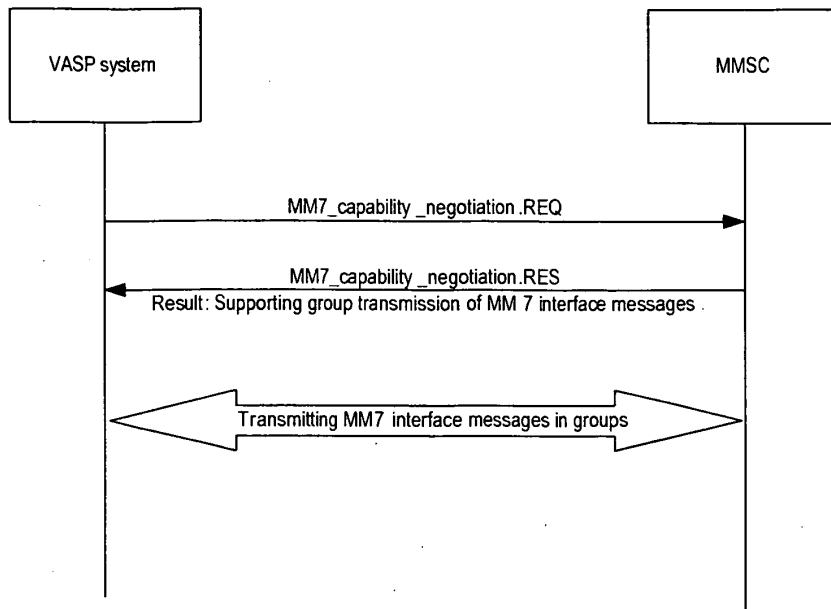 VASP system
MMSC
MM7_capability _negotiation .REQ
MM7_capability _negotiation.RES
Result : Supporting group transmission of MM 7 interface messages
Transmitting MM7 interface messages in groups